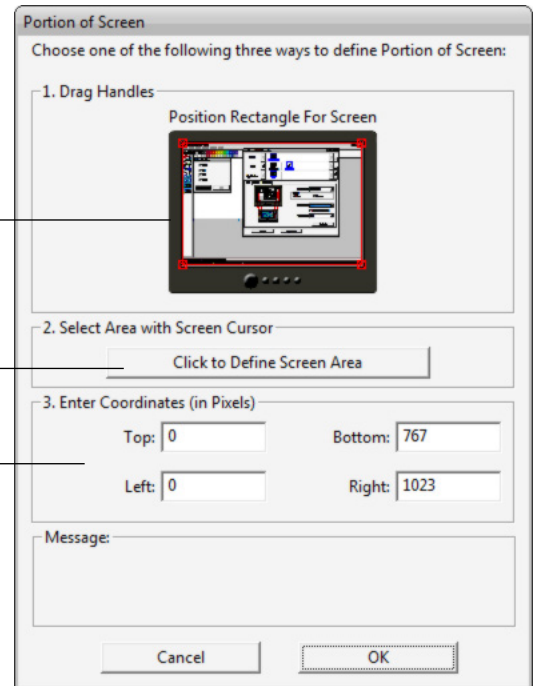 Portion of Screen
Choose one of the following three ways to define Portion of Screen:
1. Drag Handles
Position Rectangle For Screen
2. Select Area with Screen Cursor
Click to Define Screen Area
3. Enter Coordinates (in Pixels)
Top: 0 Bottom: 767
Left: 0 Right: 1023
Message:
Cancel OK